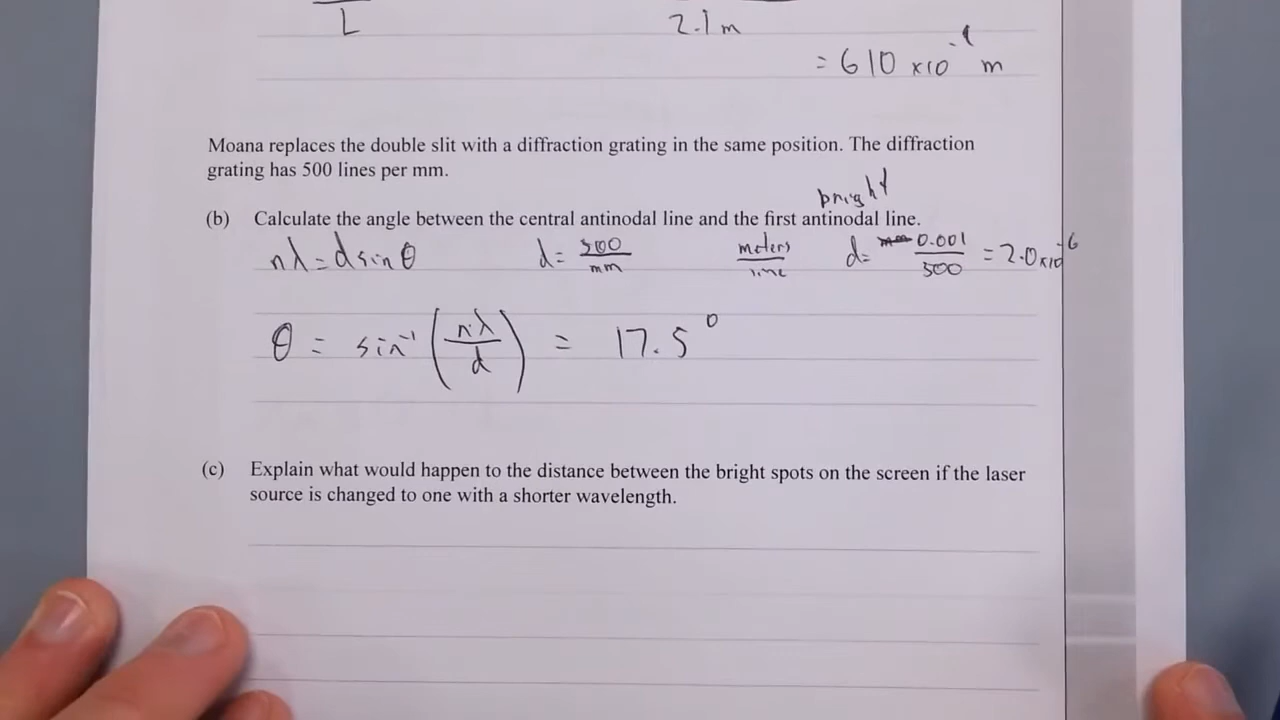 L
2.1 m
= 610 ×10 m
Moana replaces the double slit with a diffraction grating in the same position. The diffraction
grating has 500 lines per mm.
bright
(b) Calculate the angle between the central antinodal line and the first antinodal line.
nλ = d sin θ d = 500/mm meters/line d = 0.001/500 = 2.0 ×10⁻⁶
θ = sin⁻¹ (nλ/d) = 17.5°
(c) Explain what would happen to the distance between the bright spots on the screen if the laser
source is changed to one with a shorter wavelength.